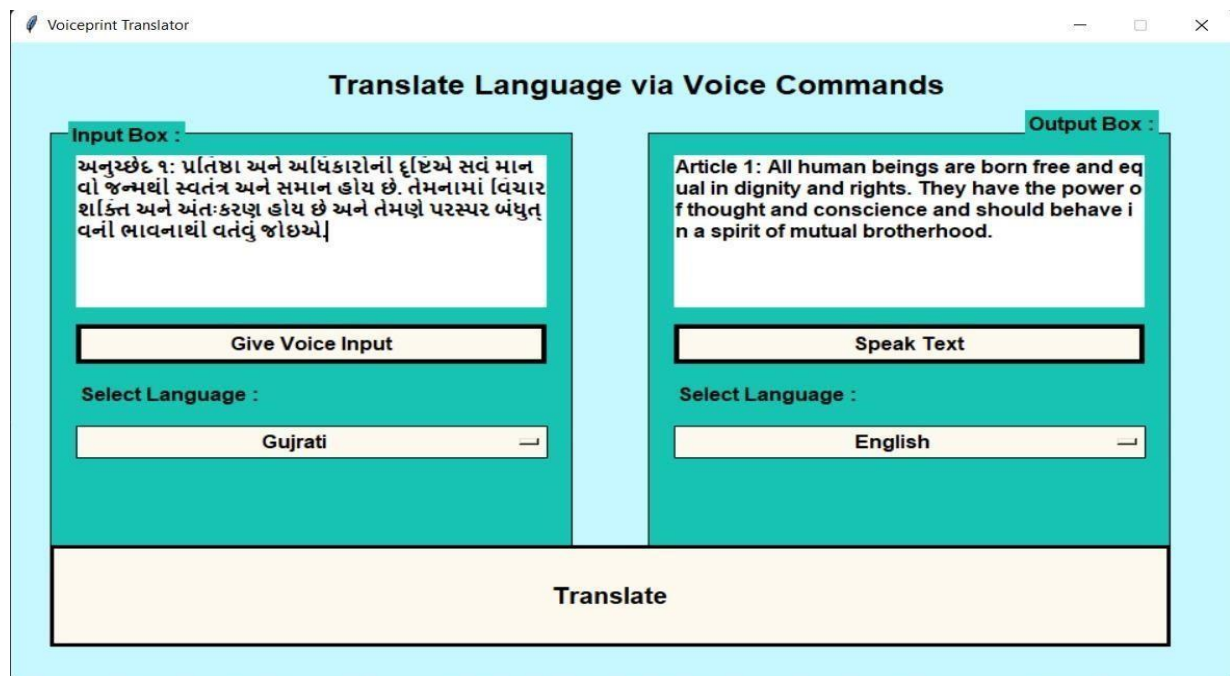 Voiceprint Translator
Translate Language via Voice Commands
Input Box :
અનુચ્છેદ ૧: પ્રતિષ્ઠા અને અધિકારોની દૃષ્ટિએ સર્વ માન
વો જન્મથી સ્વતંત્ર અને સમાન હોય છે. તેમનામાં વિચાર
શક્તિ અને અંતઃકરણ હોય છે અને તેમણે પરસ્પર બંધુત્
વની ભાવનાથી વર્તવું જોઇએ.
Give Voice Input
Select Language :
Gujrati
Output Box :
Article 1: All human beings are born free and eq
ual in dignity and rights. They have the power o
f thought and conscience and should behave i
n a spirit of mutual brotherhood.
Speak Text
Select Language :
English
Translate